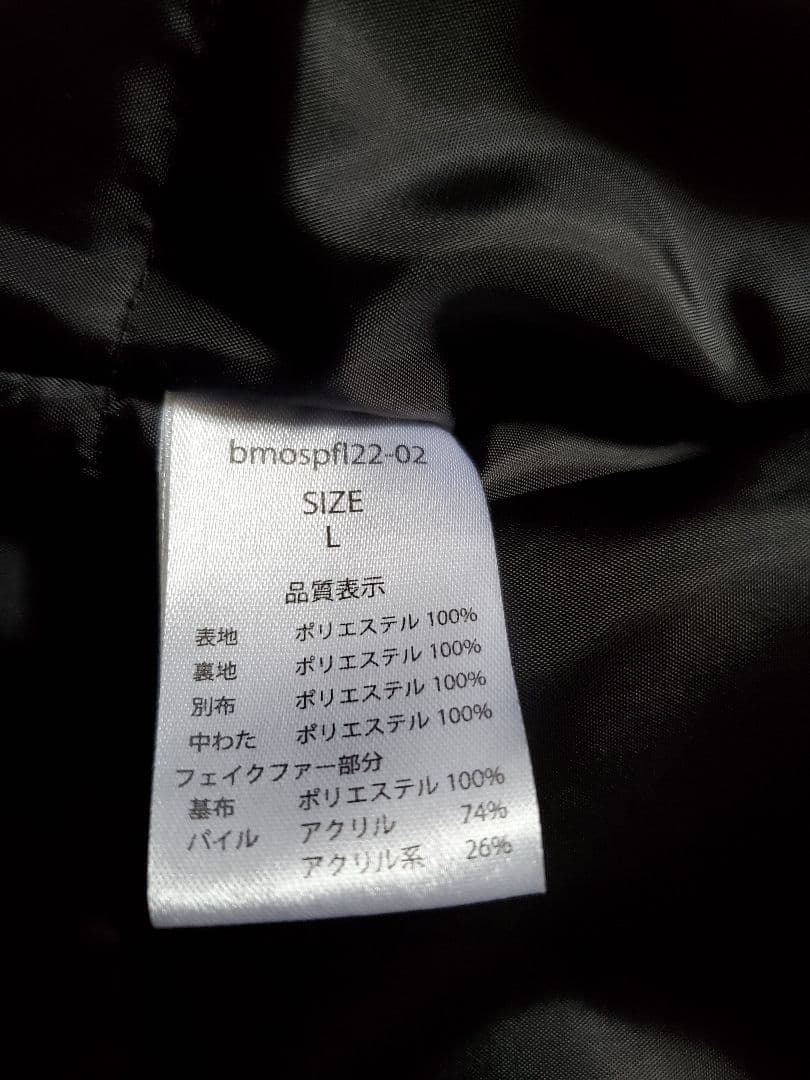 bmospfl22-02
SIZE
L
品質表示
表地 ポリエステル 100%
裏地 ポリエステル 100%
別布 ポリエステル 100%
中わた ポリエステル 100%
フェイクファー部分
基布 ポリエステル 100%
パイル アクリル 74%
アクリル系 26%